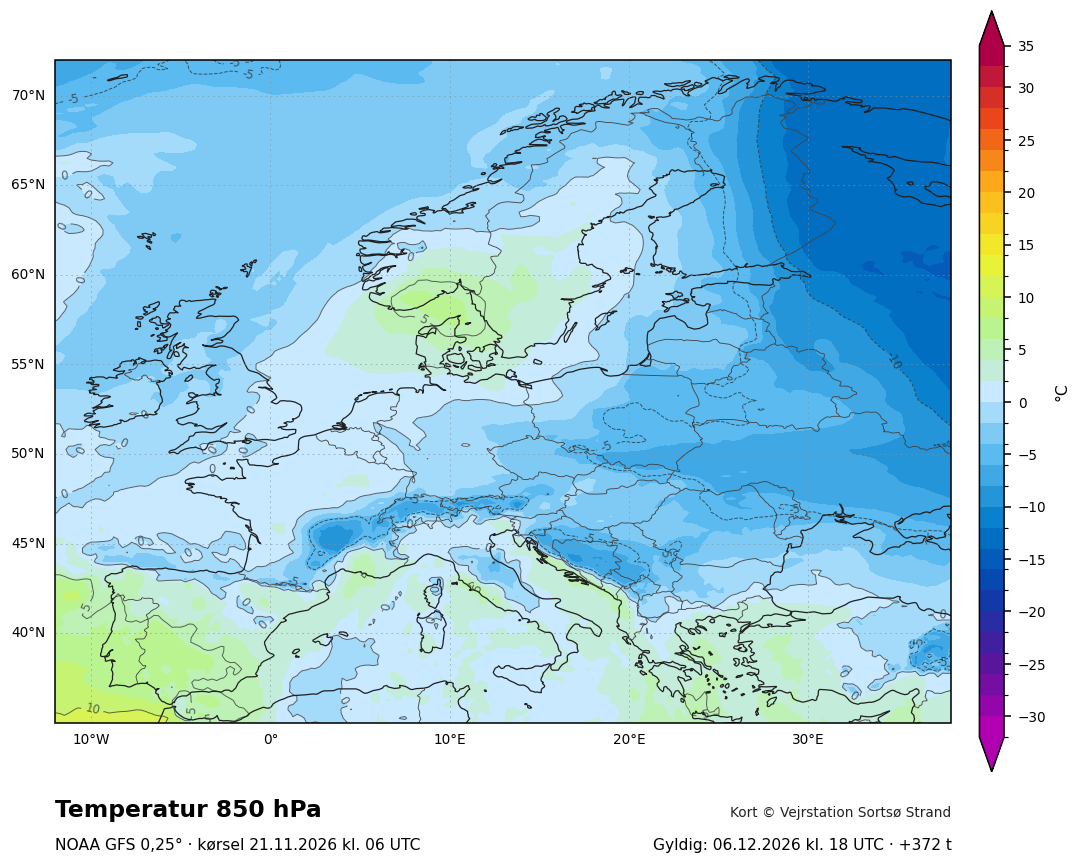 70°N
65°N
60°N
55°N
50°N
45°N
40°N
10°W
0°
10°E
20°E
30°E
35
30
25
20
15
10
5
0
−5
−10
−15
−20
−25
−30
°C
Temperatur 850 hPa
Kort © Vejrstation Sortsø Strand
NOAA GFS 0,25° · kørsel 21.11.2026 kl. 06 UTC
Gyldig: 06.12.2026 kl. 18 UTC · +372 t